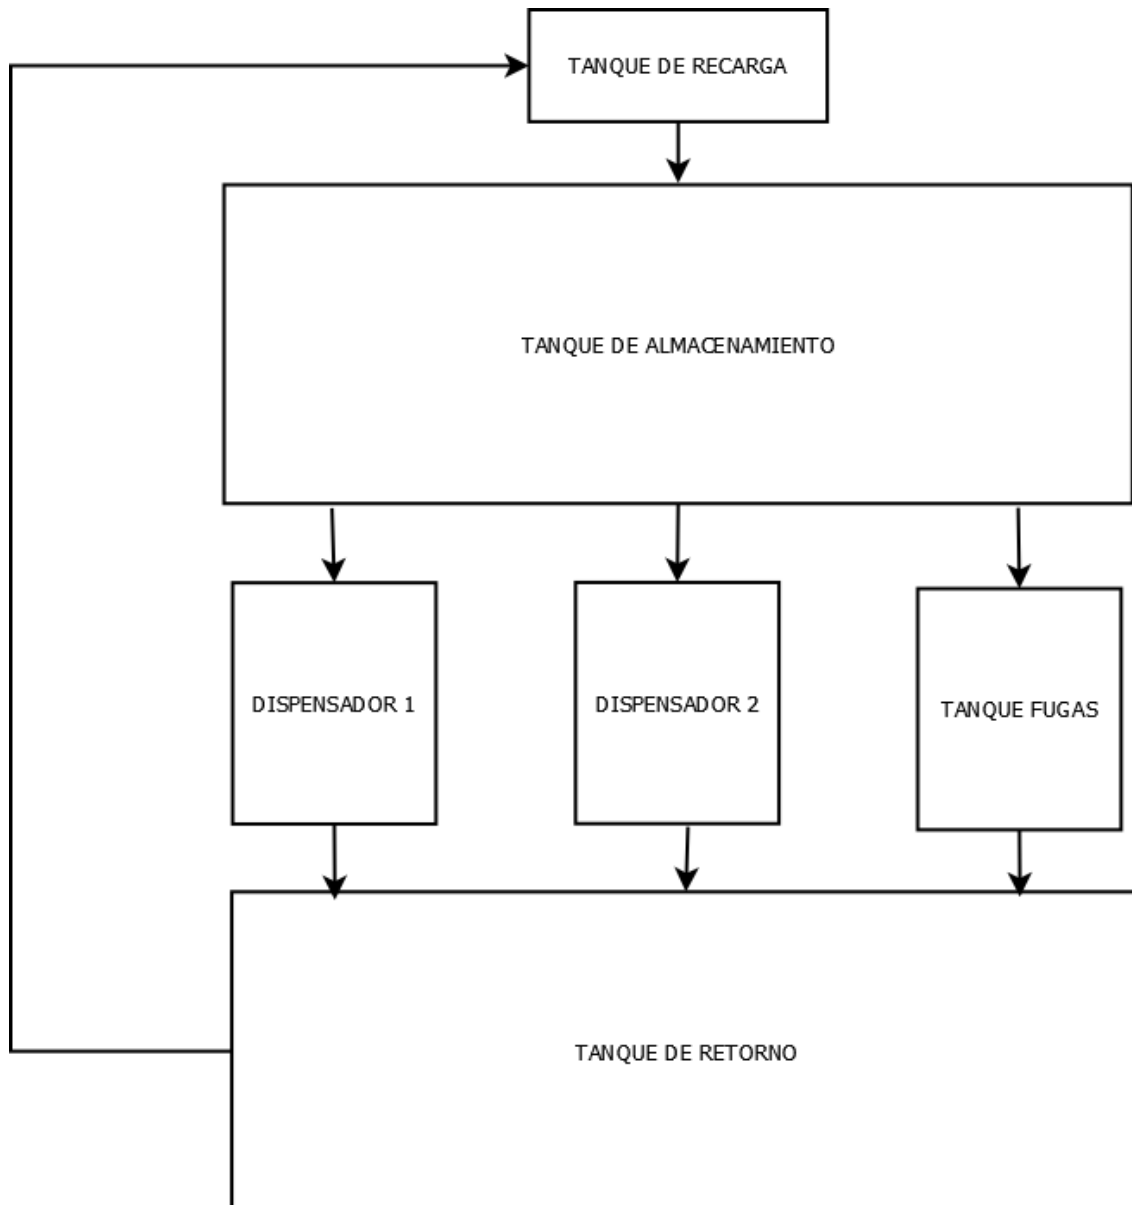 TANQUE DE RECARGA
TANQUE DE ALMACENAMIENTO
DISPENSADOR 1
DISPENSADOR 2
TANQUE FUGAS
TANQUE DE RETORNO